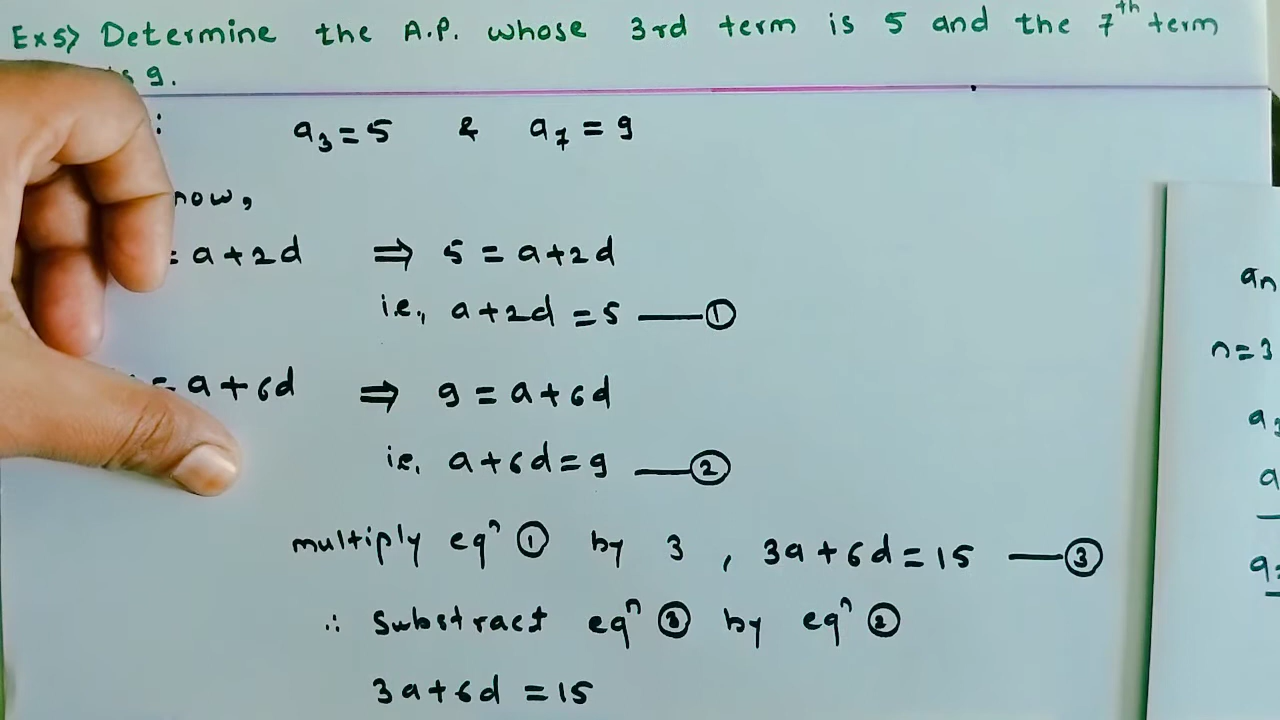 Ex5) Determine the A.P. whose 3rd term is 5 and the 7th term
9.
: a3 = 5 & a7 = 9
now,
= a + 2d ⇒ 5 = a + 2d
i.e., a + 2d = 5 —— ①
= a + 6d ⇒ 9 = a + 6d
i.e. a + 6d = 9 —— ②
multiply eqn ① by 3 , 3a + 6d = 15 —— ③
∴ Substract eqn ③ by eqn ②
3a + 6d = 15
an
n = 3
a
a